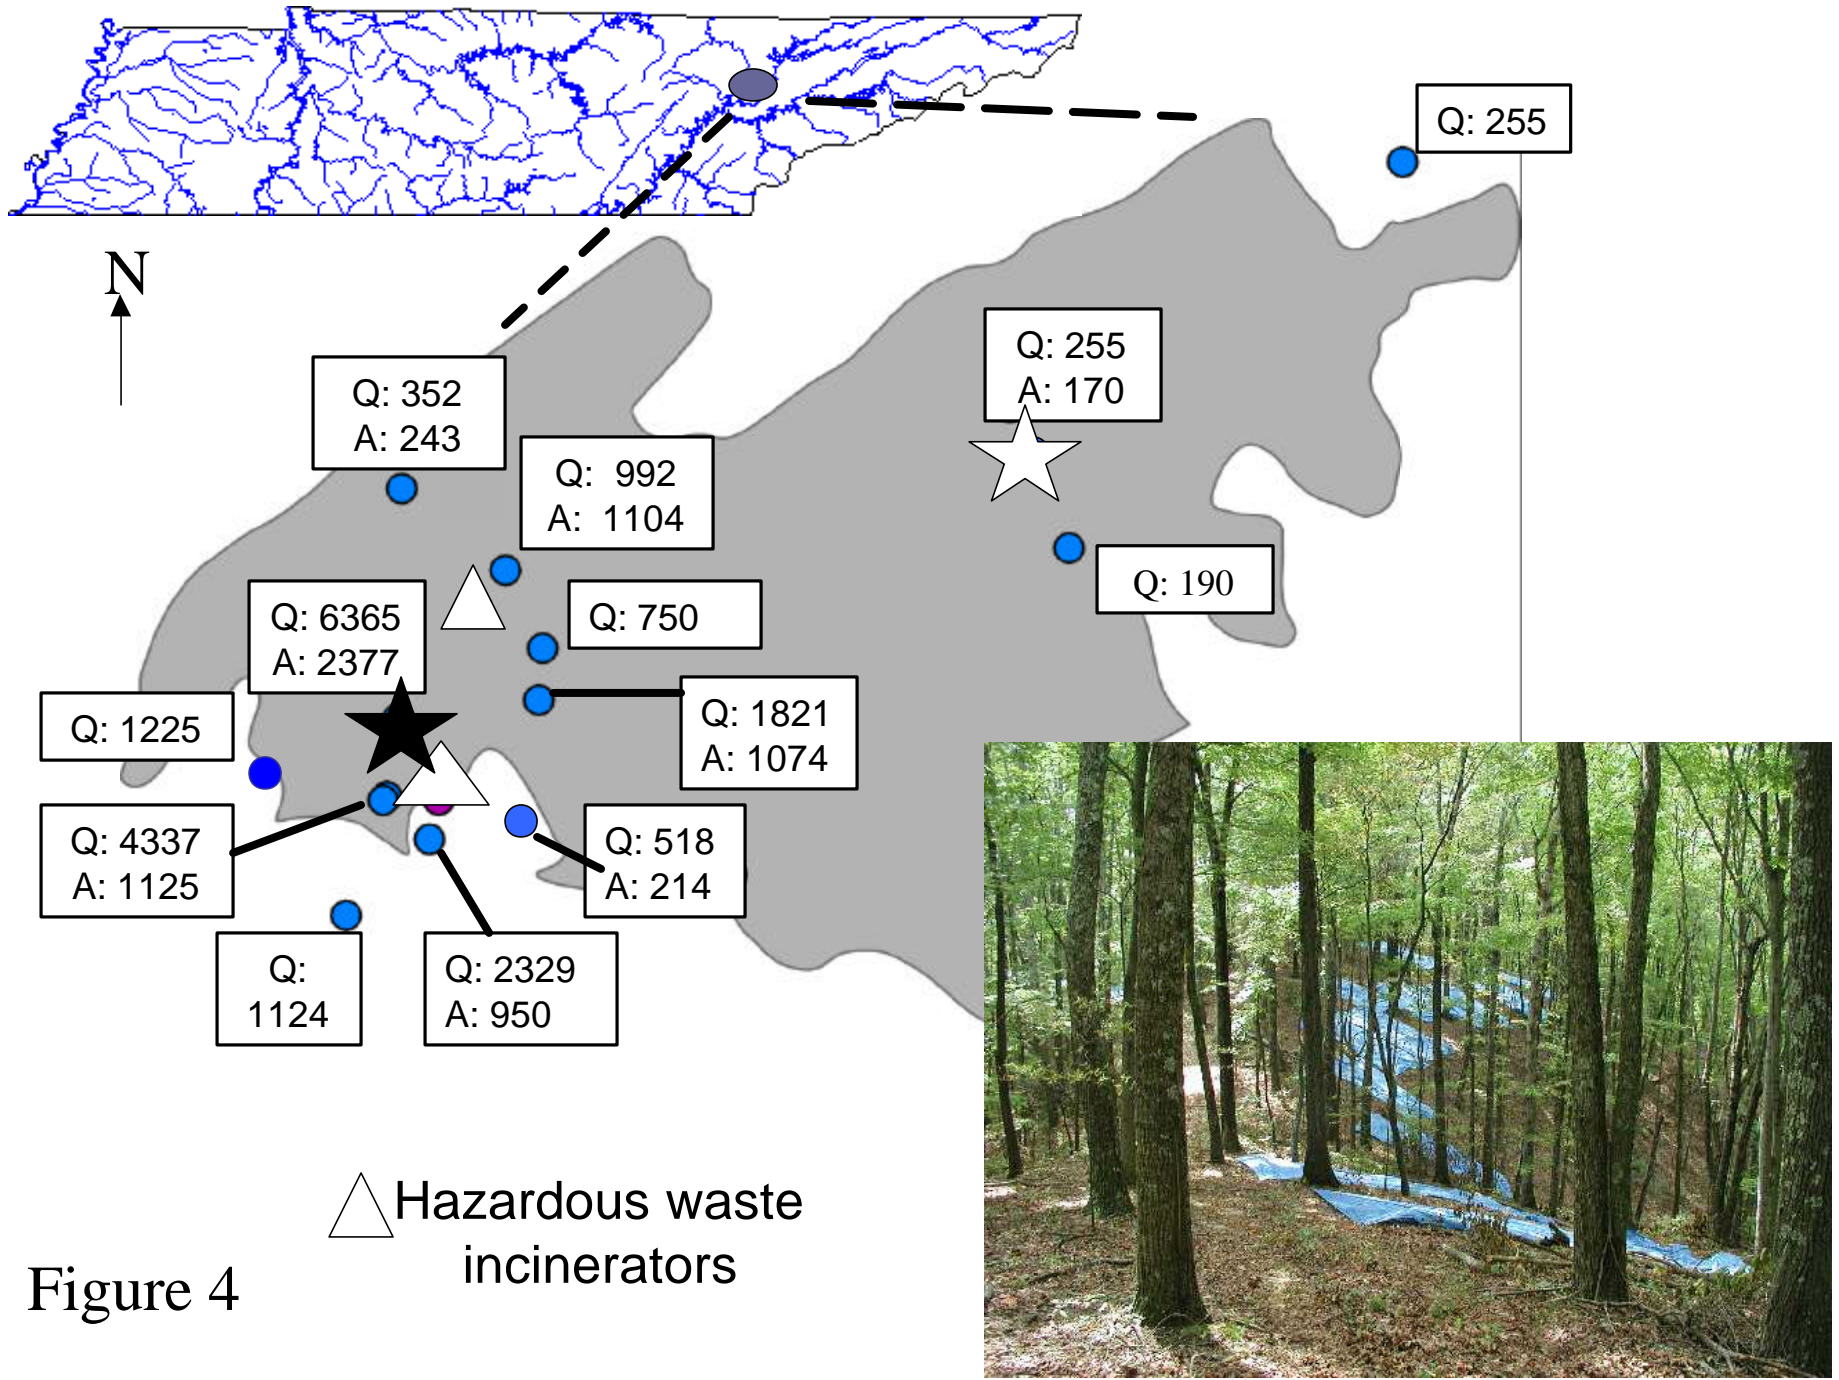 Q: 255
N
Q: 255
A: 170
Q: 352
A: 243
Q: 992
A: 1104
Q: 190
Q: 6365
A: 2377
Q: 750
Q: 1225
Q: 1821
A: 1074
Q: 4337
A: 1125
Q: 518
A: 214
Q:
1124
Q: 2329
A: 950
Hazardous waste
incinerators
Figure 4